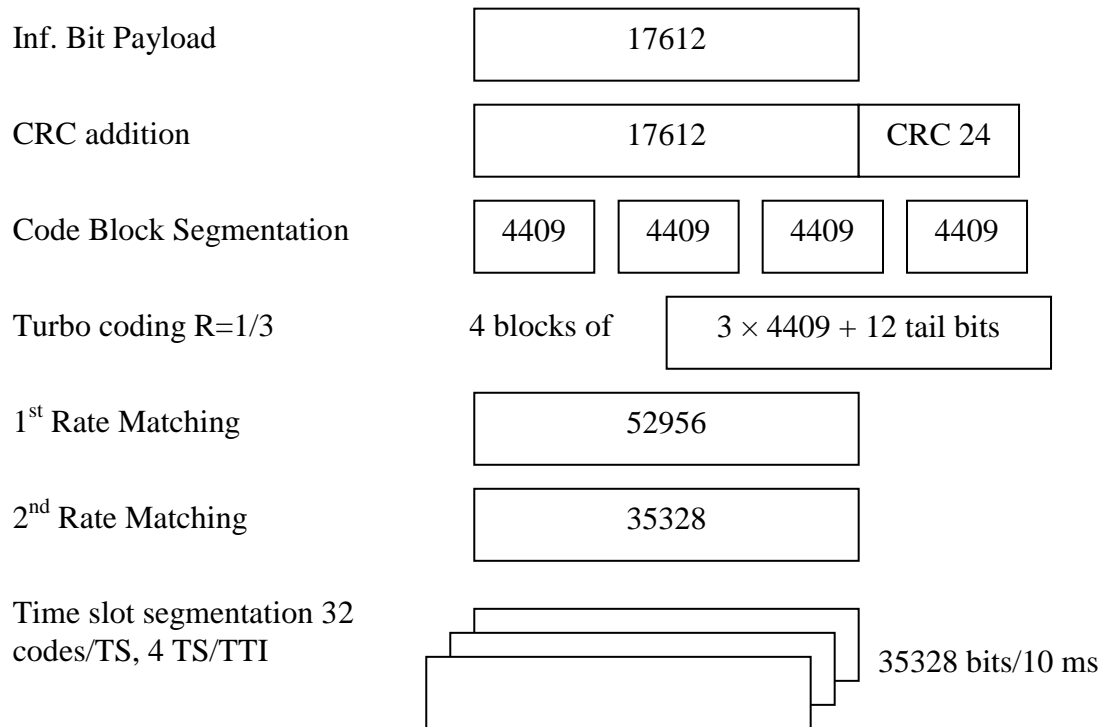 Inf. Bit Payload
17612
CRC addition
17612
CRC 24
Code Block Segmentation
4409
4409
4409
4409
Turbo coding R=1/3
4 blocks of
3 × 4409 + 12 tail bits
1st Rate Matching
52956
2nd Rate Matching
35328
Time slot segmentation 32
codes/TS, 4 TS/TTI
35328 bits/10 ms